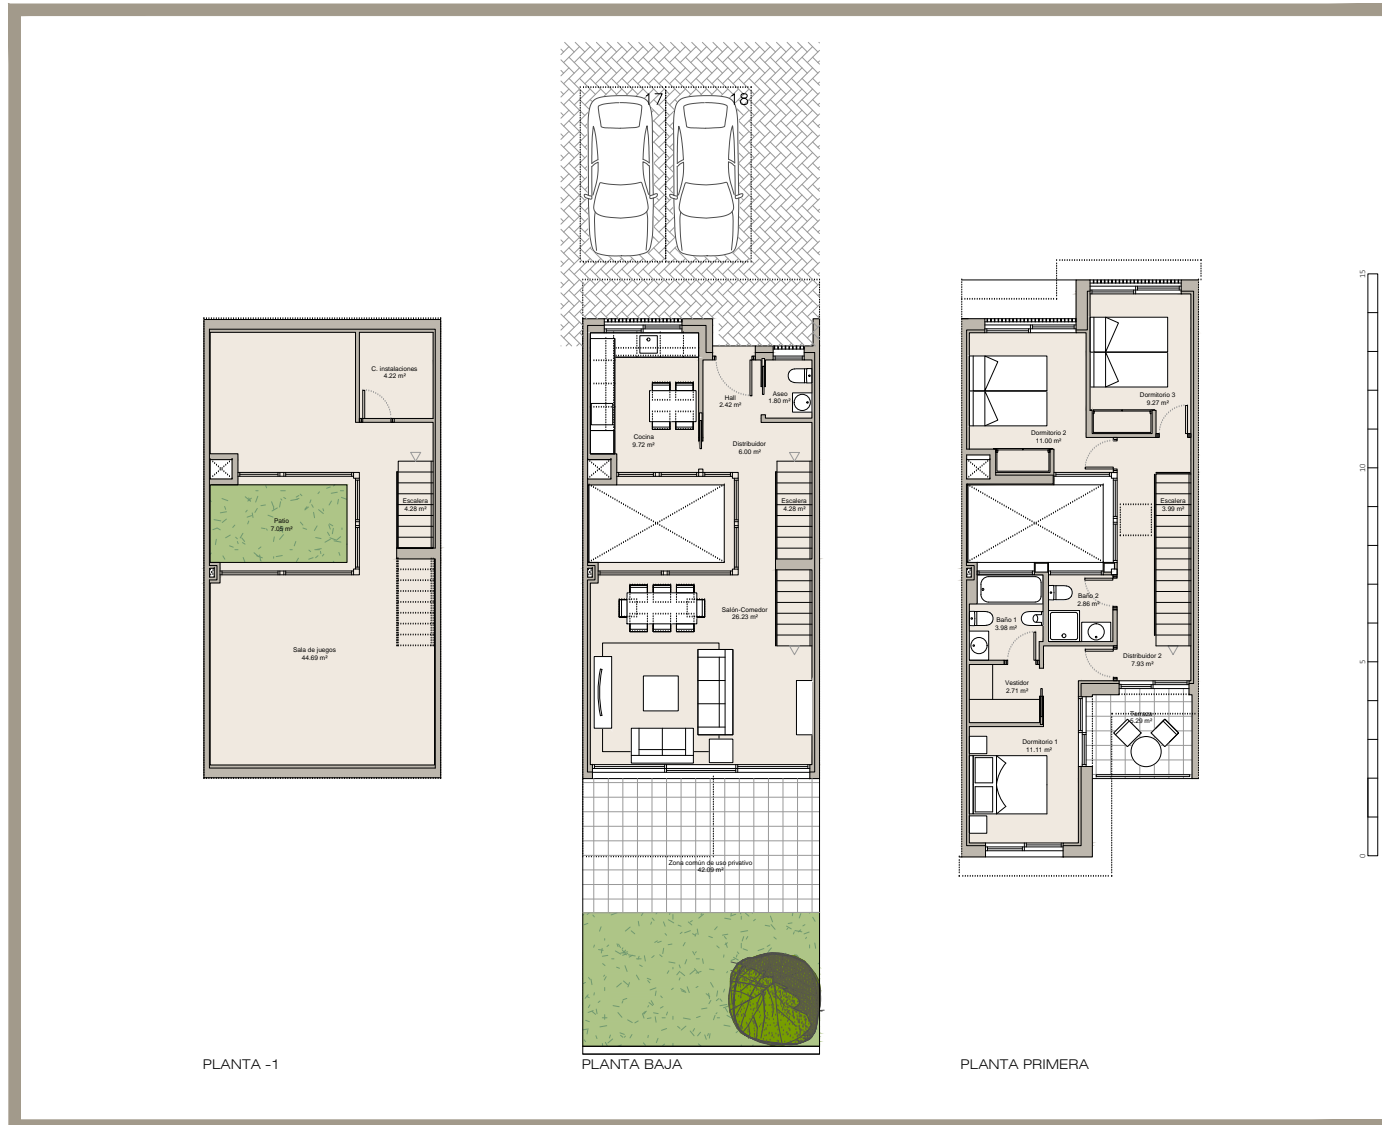 17
18
C. instalaciones
4.22 m²
Escalera
4.28 m²
Patio
7.05 m²
Sala de juegos
44.69 m²
PLANTA -1
Hall
2.42 m²
Aseo
1.80 m²
Cocina
9.72 m²
Distribuidor
6.00 m²
Escalera
4.28 m²
Salón-Comedor
26.23 m²
Zona común de uso privativo
42.09 m²
PLANTA BAJA
Dormitorio 3
9.27 m²
Dormitorio 2
11.00 m²
Escalera
3.99 m²
Baño 2
2.86 m²
Baño 1
3.98 m²
Distribuidor 2
7.93 m²
Vestidor
2.71 m²
Terraza
5.29 m²
Dormitorio 1
11.11 m²
PLANTA PRIMERA
15
10
5
0